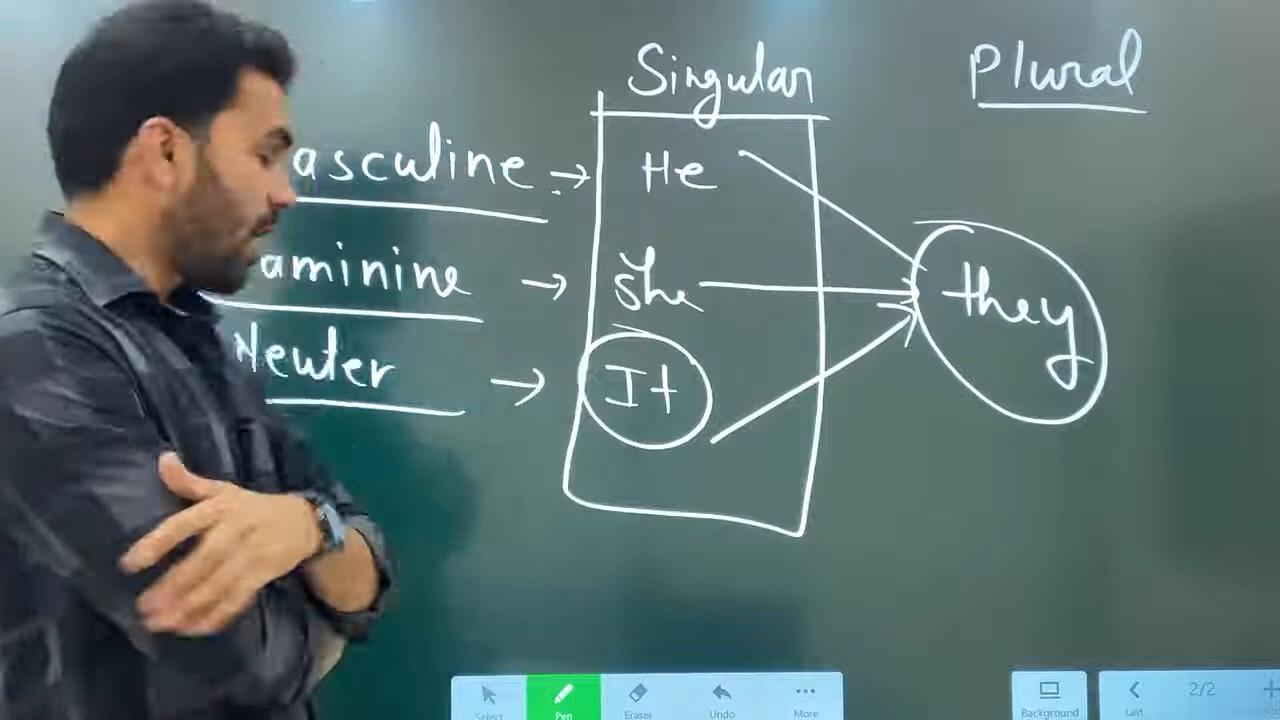 Singular Plural
asculine → He
aminine → She they
Neuter → It
Select Pen Eraser Undo More Background Last 2/2